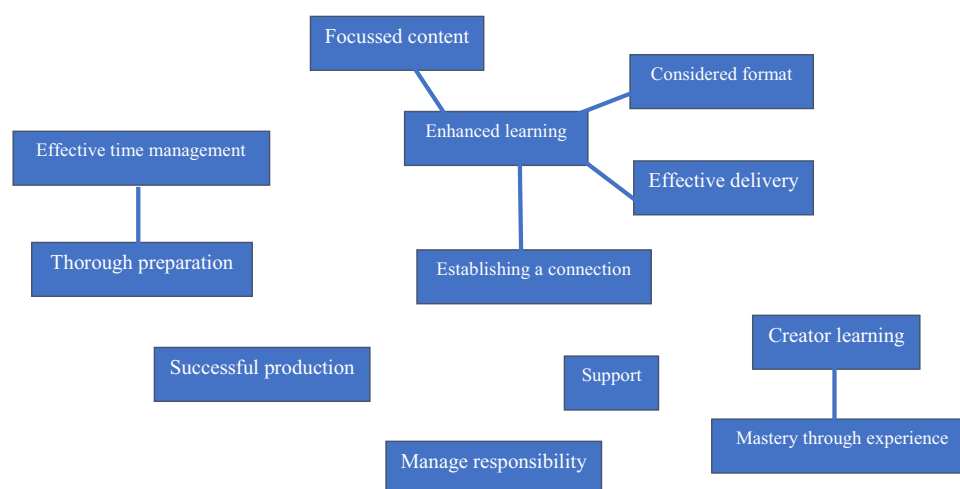 Focussed content
Considered format
Enhanced learning
Effective time management
Effective delivery
Thorough preparation
Establishing a connection
Creator learning
Successful production
Support
Mastery through experience
Manage responsibility